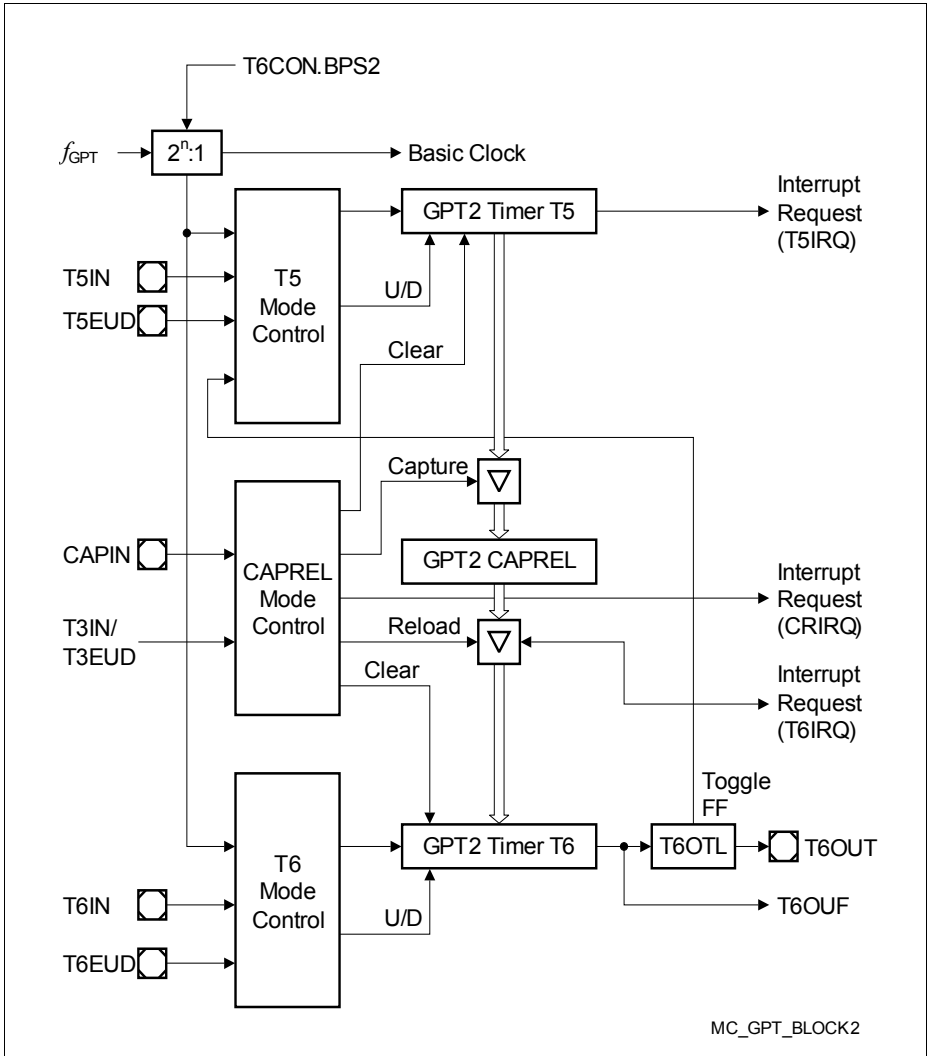 T6CON.BPS2
fGPT
2n:1
Basic Clock
GPT2 Timer T5
Interrupt
Request
(T5IRQ)
T5IN
T5EUD
T5
Mode
Control
U/D
Clear
Capture
CAPIN
T3IN/
T3EUD
CAPREL
Mode
Control
GPT2 CAPREL
Interrupt
Request
(CRIRQ)
Reload
Clear
Interrupt
Request
(T6IRQ)
Toggle
FF
GPT2 Timer T6
T6OTL
T6OUT
T6OUF
T6
Mode
Control
T6IN
T6EUD
U/D
MC_GPT_BLOCK2